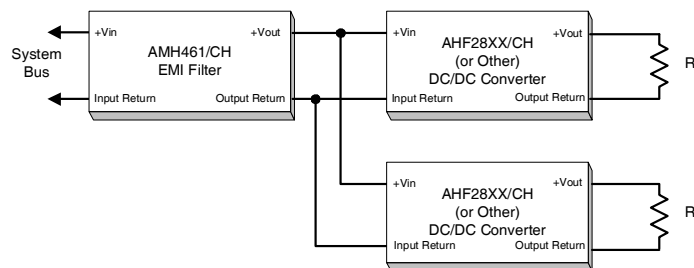 System
Bus
+Vin
+Vout
AMH461/CH
EMI Filter
Input Return
Output Return
+Vin
+Vout
AHF28XX/CH
(or Other)
DC/DC Converter
Input Return
Output Return
R
+Vin
+Vout
AHF28XX/CH
(or Other)
DC/DC Converter
Input Return
Output Return
R